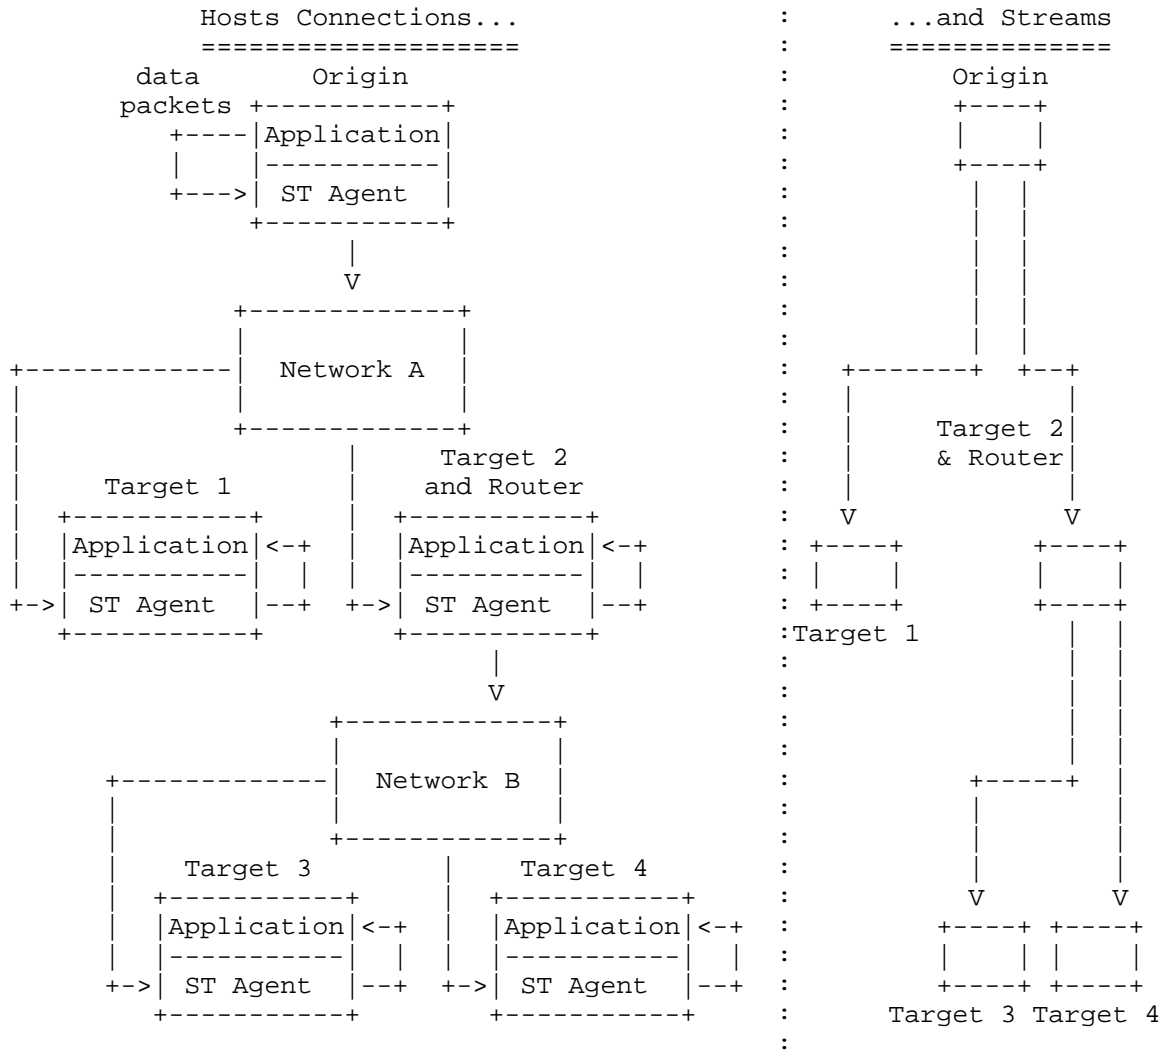 Hosts Connections... : ...and Streams
==================== : ==============
data Origin : Origin
packets +-----------+ : +----+
+----|Application| : | |
| |-----------| : +----+
+--->| ST Agent | : | |
+-----------+ : | |
| : | |
V : | |
+-------------+ : | |
| | : | |
+-------------| Network A | : +-------+ +--+
| | | : | |
| +-------------+ : | Target 2|
| | Target 2 : | & Router|
| Target 1 | and Router : | |
| +-----------+ | +-----------+ : V V
| |Application|<-+ | |Application|<-+ : +----+ +----+
| |-----------| | | |-----------| | : | | | |
+->| ST Agent |--+ +->| ST Agent |--+ : +----+ +----+
+-----------+ +-----------+ :Target 1 | |
| : | |
V : | |
+-------------+ : | |
| | : | |
+-------------| Network B | : +-----+ |
| | | : | |
| +-------------+ : | |
| Target 3 | Target 4 : | |
| +-----------+ | +-----------+ : V V
| |Application|<-+ | |Application|<-+ : +----+ +----+
| |-----------| | | |-----------| | : | | | |
+->| ST Agent |--+ +->| ST Agent |--+ : +----+ +----+
+-----------+ +-----------+ : Target 3 Target 4
: